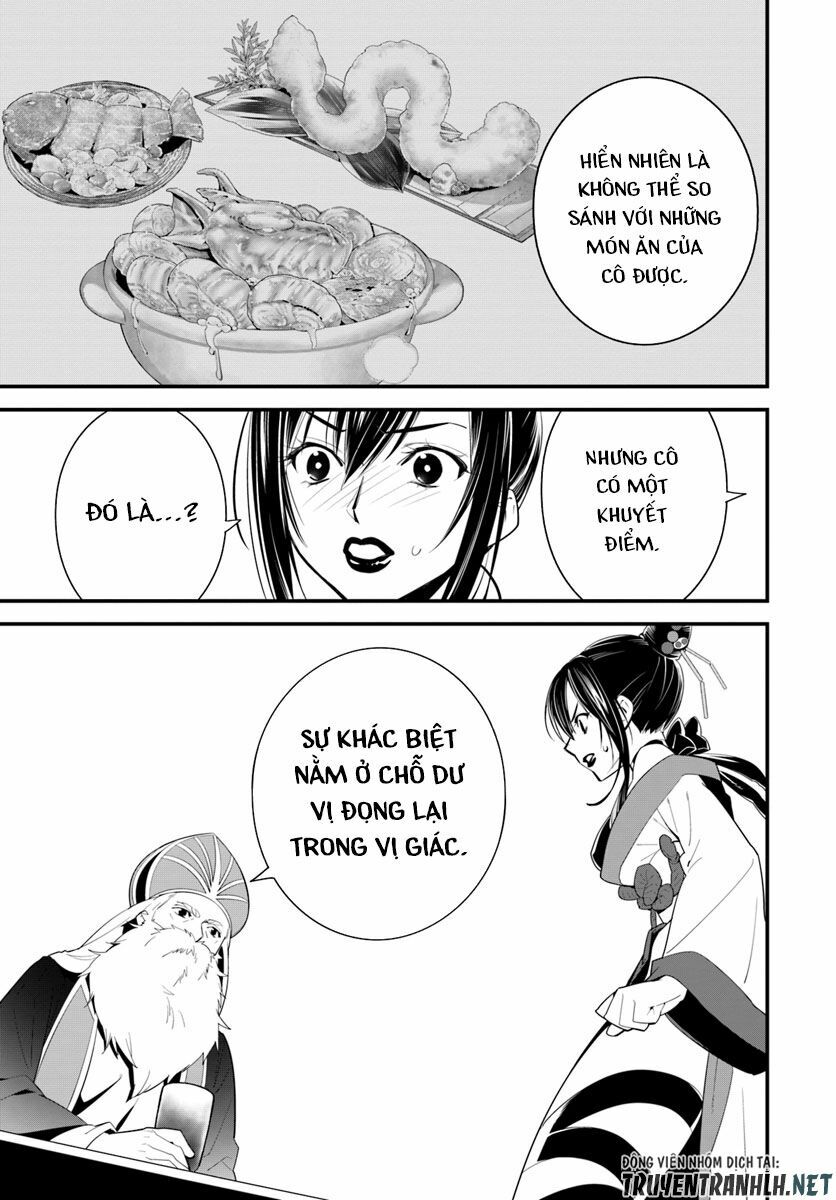 HIỂN NHIÊN LÀ
KHÔNG THỂ SO
SÁNH VỚI NHỮNG
MÓN ĂN CỦA
CÔ ĐƯỢC.
NHƯNG CÔ
CÓ MỘT
KHUYẾT
ĐIỂM.
ĐÓ LÀ...?
SỰ KHÁC BIỆT
NẰM Ở CHỖ DƯ
VỊ ĐỌNG LẠI
TRONG VỊ GIÁC.
ĐỘNG VIÊN NHÓM DỊCH TẠI:
TRUYENTRANHLH.NET